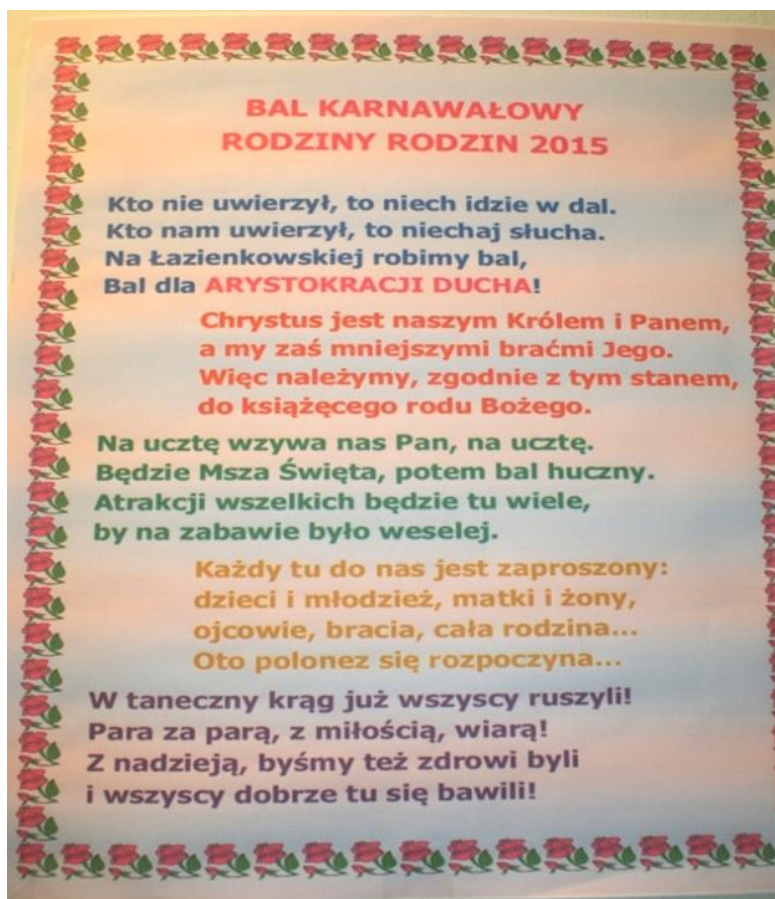 BAL KARNAWAŁOWY
RODZINY RODZIN 2015
Kto nie uwierzył, to niech idzie w dal.
Kto nam uwierzył, to niechaj słucha.
Na Łazienkowskiej robimy bal,
Bal dla ARYSTOKRACJI DUCHA!
Chrystus jest naszym Królem i Panem,
a my zaś mniejszymi braćmi Jego.
Więc należymy, zgodnie z tym stanem,
do książęcego rodu Bożego.
Na ucztę wzywa nas Pan, na ucztę.
Będzie Msza Święta, potem bal huczny.
Atrakcji wszelkich będzie tu wiele,
by na zabawie było weselej.
Każdy tu do nas jest zaproszony:
dzieci i młodzież, matki i żony,
ojcowie, bracia, cała rodzina...
Oto polonez się rozpoczyna...
W taneczny krąg już wszyscy ruszyli!
Para za parą, z miłością, wiarą!
Z nadzieją, byśmy też zdrowi byli
i wszyscy dobrze tu się bawili!